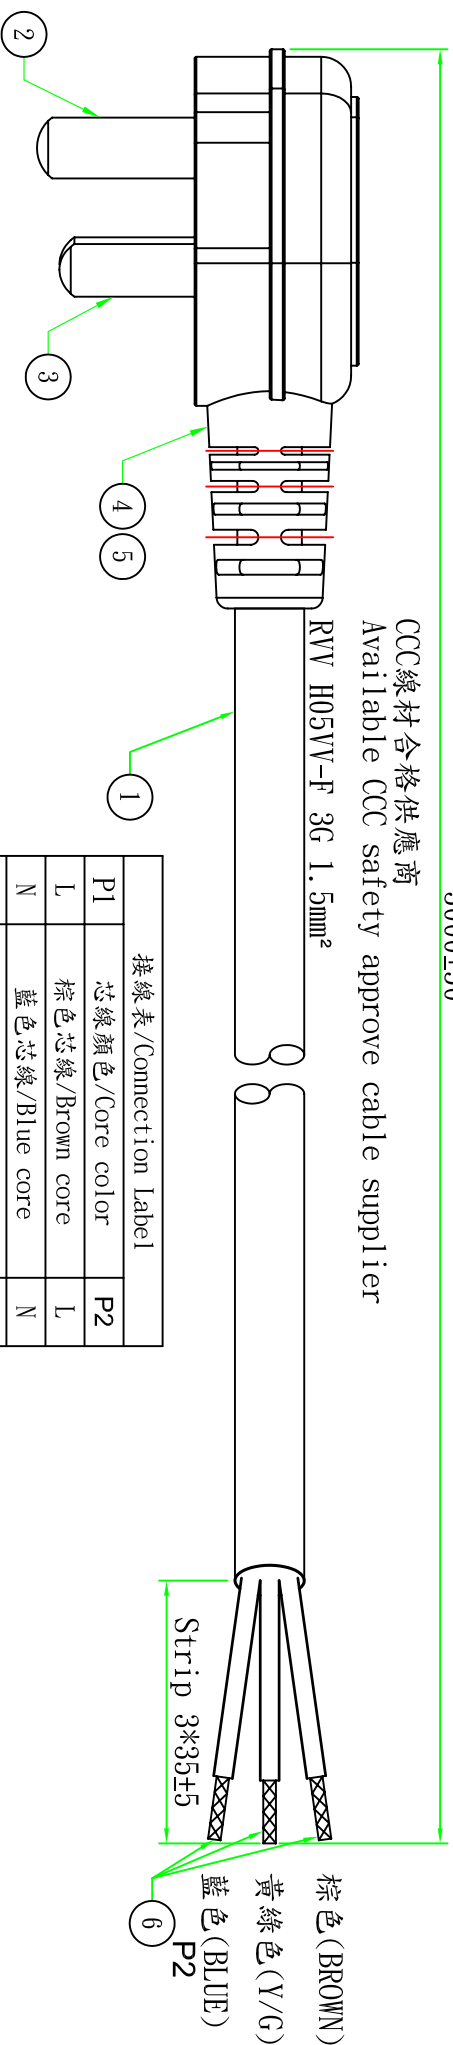 CCC線材合格供應商
Available CCC safety approve cable supplier
RVV H05VV-F 3G 1.5mm²
2
3
4
5
1
Strip 3*35±5
棕色(BROWN)
黃綠色(Y/G)
藍色(BLUE)
P2
6
接線表/Connection Label
P1 芯線顏色/Core color P2
L 棕色芯線/Brown core L
N 藍色芯線/Blue core N